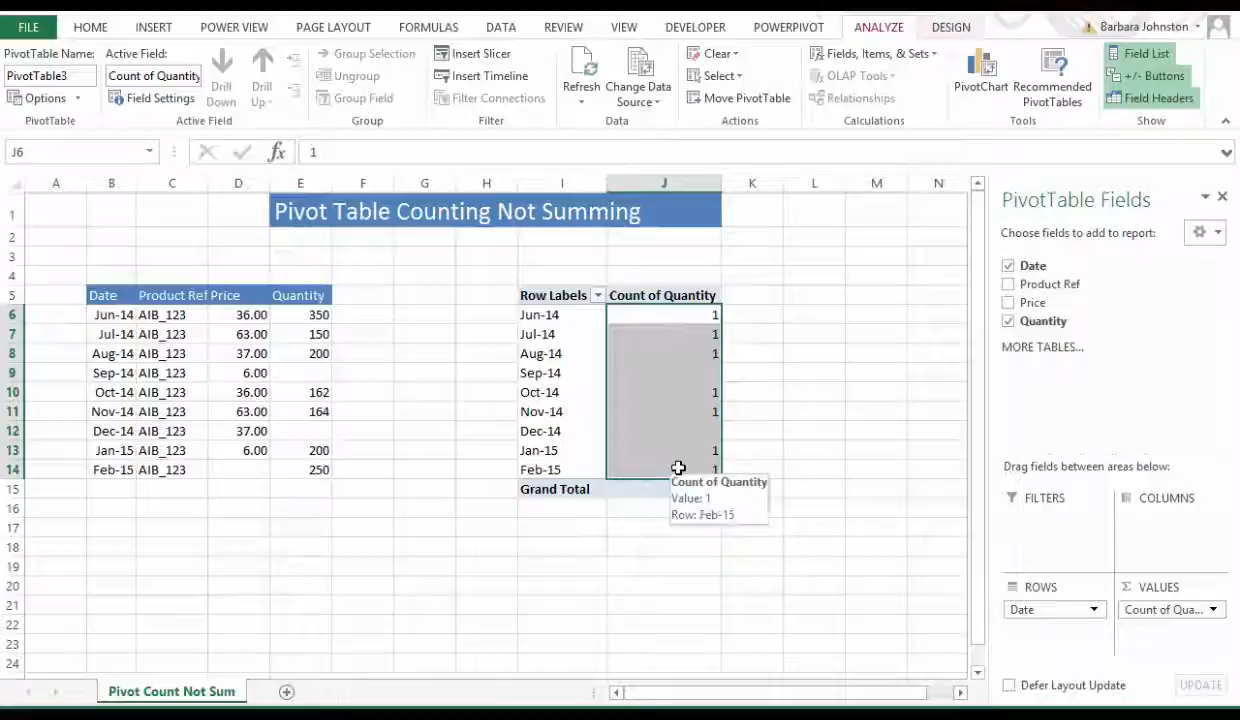 FILE HOME INSERT POWER VIEW PAGE LAYOUT FORMULAS DATA REVIEW VIEW DEVELOPER POWERPIVOT ANALYZE DESIGN Barbara Johnston
PivotTable Name: Active Field: Group Selection Insert Slicer Clear Fields, Items, & Sets Field List
PivotTable3 Count of Quantity Drill Down Drill Up Ungroup Insert Timeline Refresh Change Data Source Select OLAP Tools PivotChart Recommended PivotTables +/- Buttons
Options Field Settings Group Field Filter Connections Move PivotTable Relationships Field Headers
PivotTable Active Field Group Filter Data Actions Calculations Tools Show
J6 fx 1
A B C D E F G H I J K L M N
PivotTable Fields
1 Pivot Table Counting Not Summing
Choose fields to add to report:
2
3
4
5 Date Product Ref Price Quantity Row Labels Count of Quantity
6 Jun-14 AIB_123 36.00 350 Jun-14 1
7 Jul-14 AIB_123 63.00 150 Jul-14 1
8 Aug-14 AIB_123 37.00 200 Aug-14 1
9 Sep-14 AIB_123 6.00 Sep-14
10 Oct-14 AIB_123 36.00 162 Oct-14 1
11 Nov-14 AIB_123 63.00 164 Nov-14 1
12 Dec-14 AIB_123 37.00 Dec-14
13 Jan-15 AIB_123 6.00 200 Jan-15 1
14 Feb-15 AIB_123 250 Feb-15 1
15 Grand Total
16
17
18
19
20
21
22
23
24
Count of Quantity
Value: 1
Row: Feb-15
Date
Product Ref
Price
Quantity
MORE TABLES...
Drag fields between areas below:
FILTERS COLUMNS
ROWS Σ VALUES
Date Count of Qua...
Defer Layout Update UPDATE
Pivot Count Not Sum